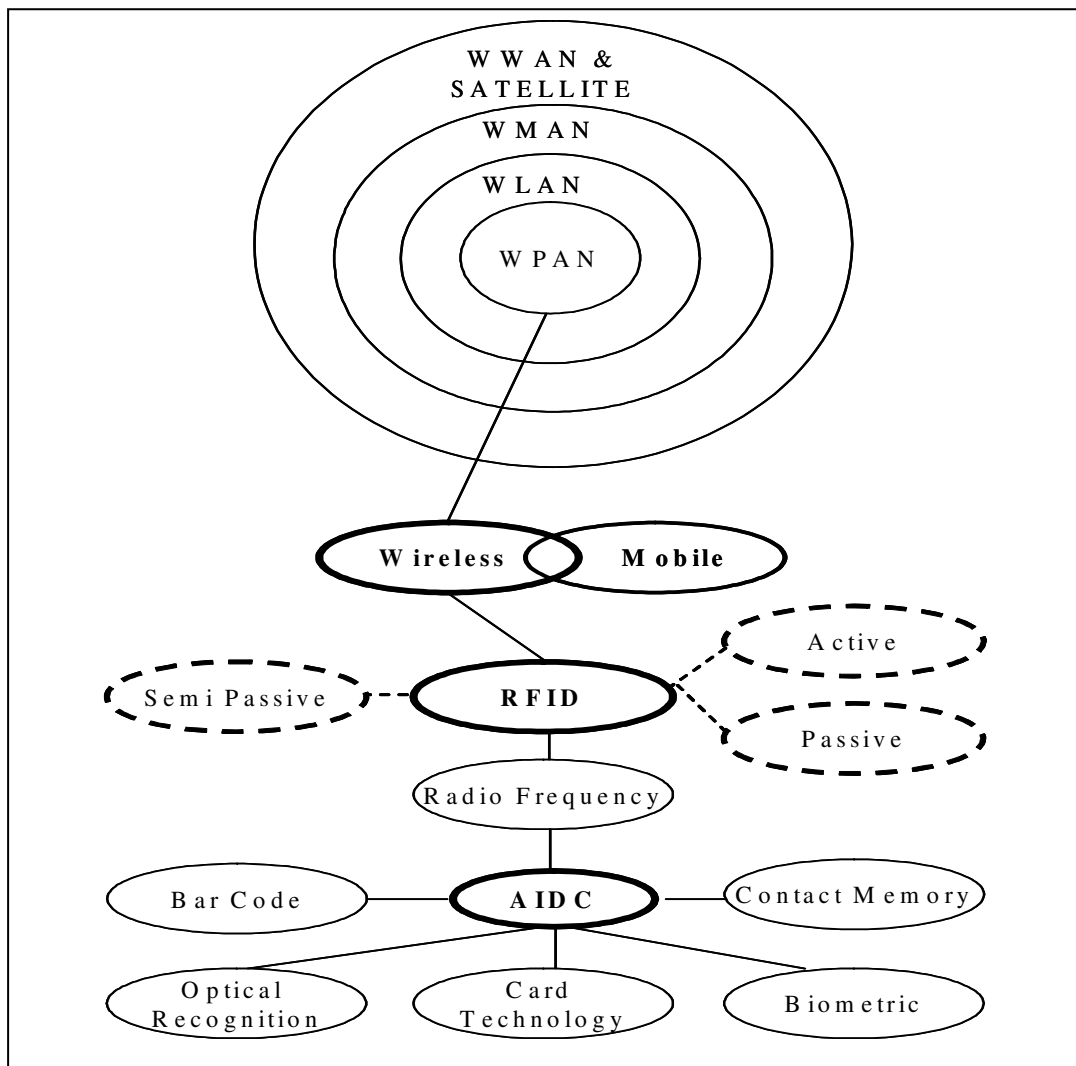 WWAN &
SATELLITE
WMAN
WLAN
WPAN
Wireless
Mobile
Active
Semi Passive
RFID
Passive
Radio Frequency
Bar Code
AIDC
Contact Memory
Optical
Recognition
Card
Technology
Biometric